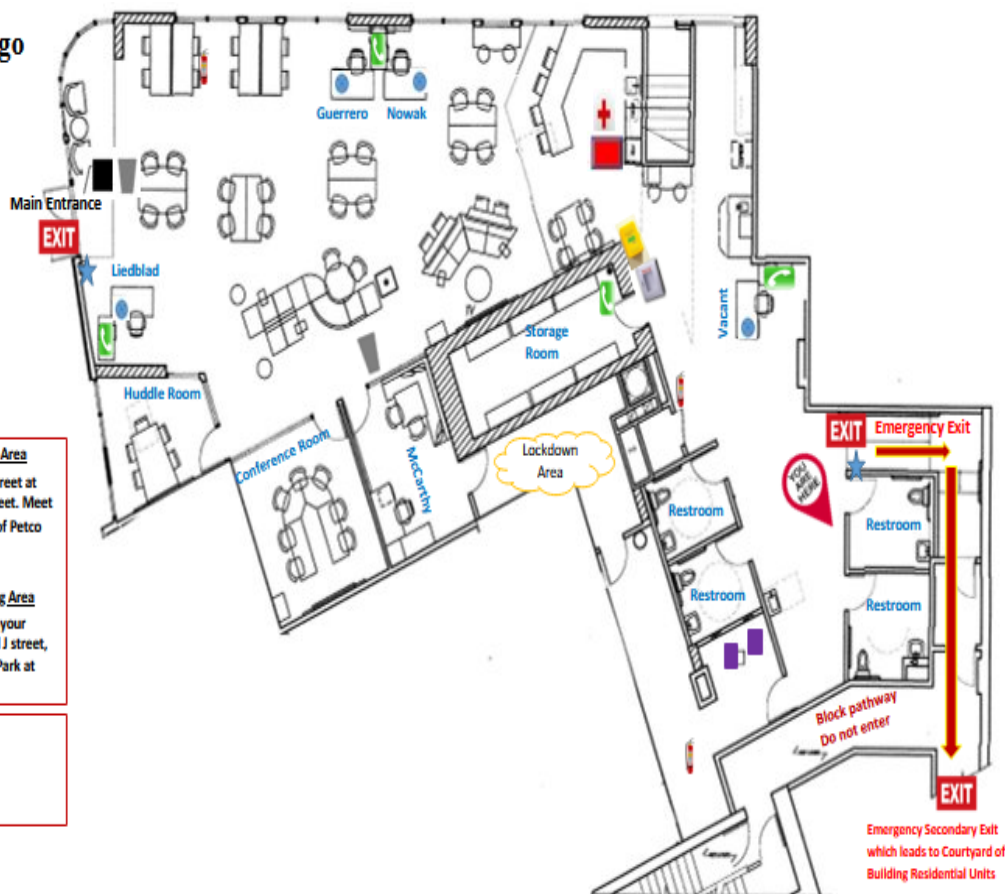 go
Guerrero
Nowak
Main Entrance
EXIT
Liedblad
TV
Vacant
Storage
Room
Huddle Room
EXIT
Emergency Exit
Area
reet at
eet. Meet
of Petco
Conference Room
McCarthy
Lockdown
Area
YOU
ARE
HERE
Restroom
Restroom
g Area
your
J street,
Park at
Restroom
Restroom
Block pathway
Do not enter
EXIT
Emergency Secondary Exit
which leads to Courtyard of
Building Residential Units